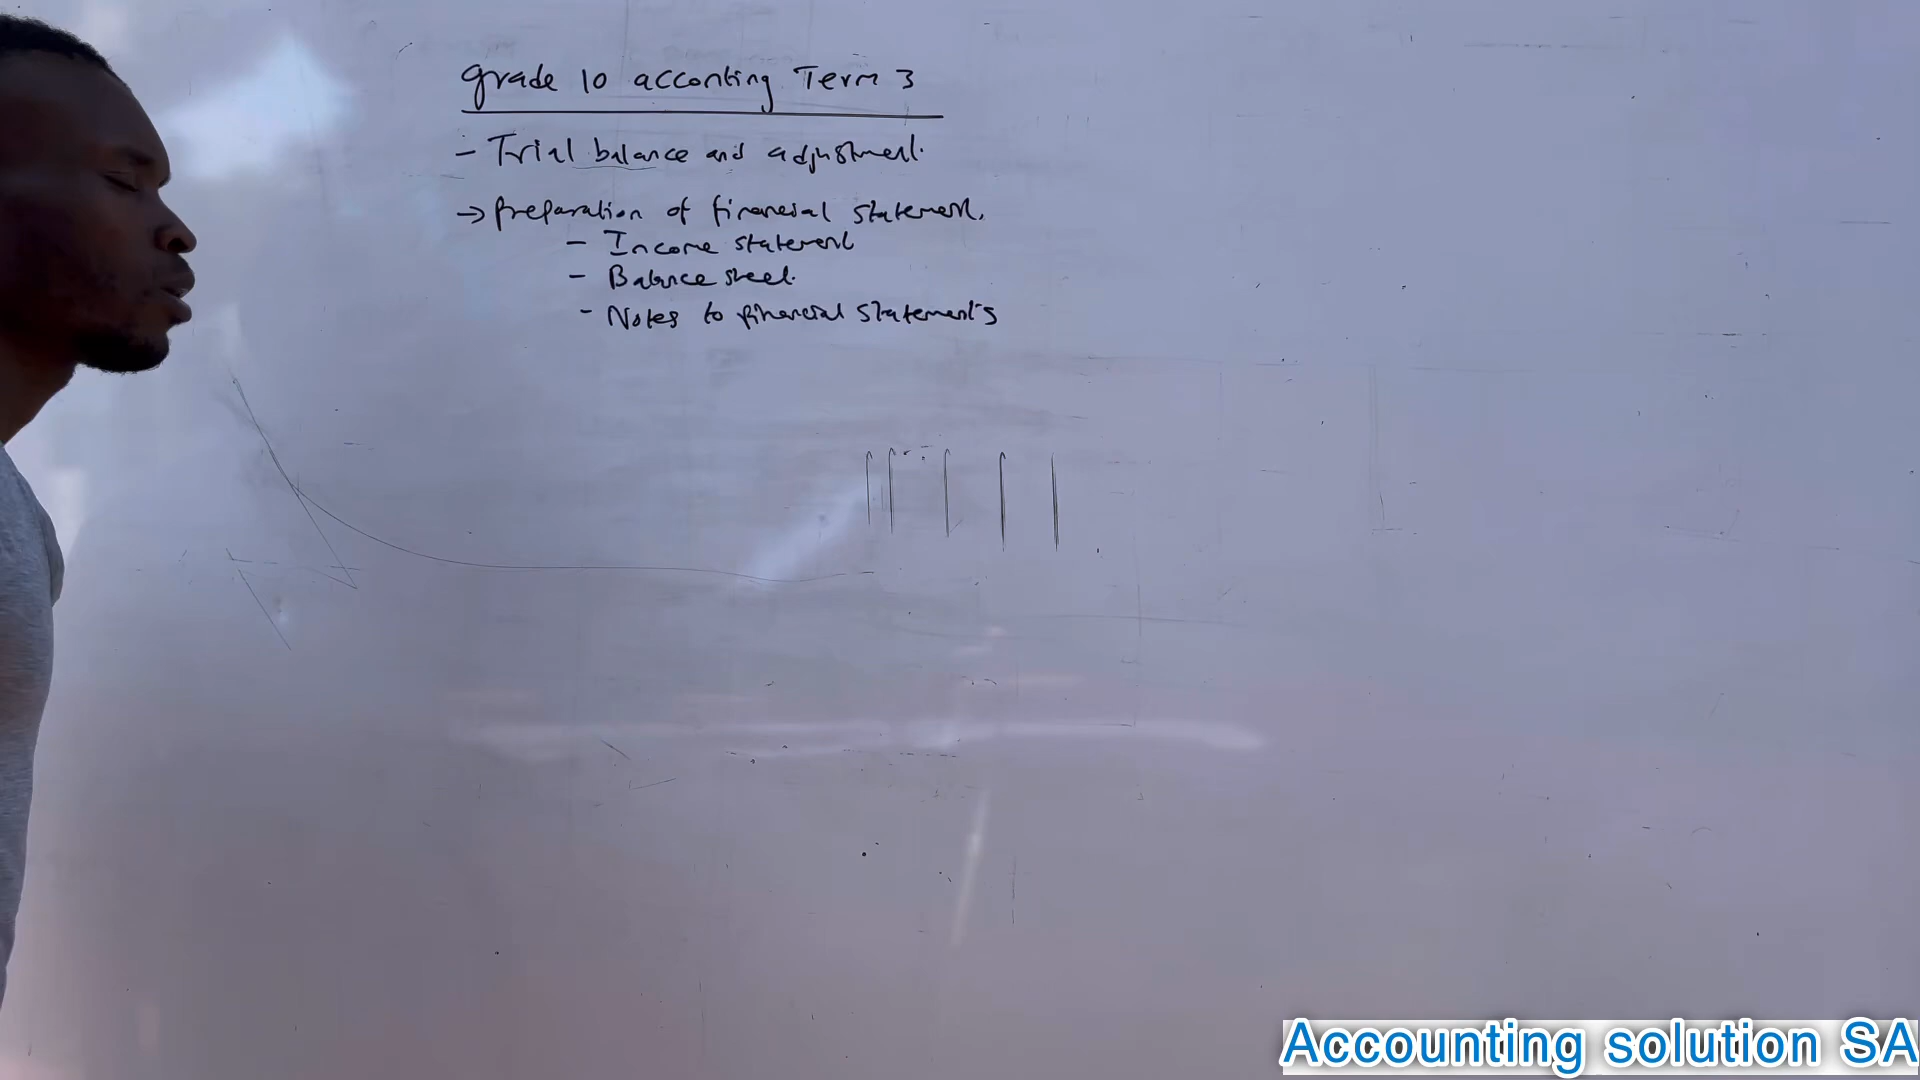 grade 10 acconting Term 3
- Trial balance and adjustment.
→ Preparation of financial statement.
- Income statement
- Balance sheet.
- Notes to financial statements
Accounting solution SA